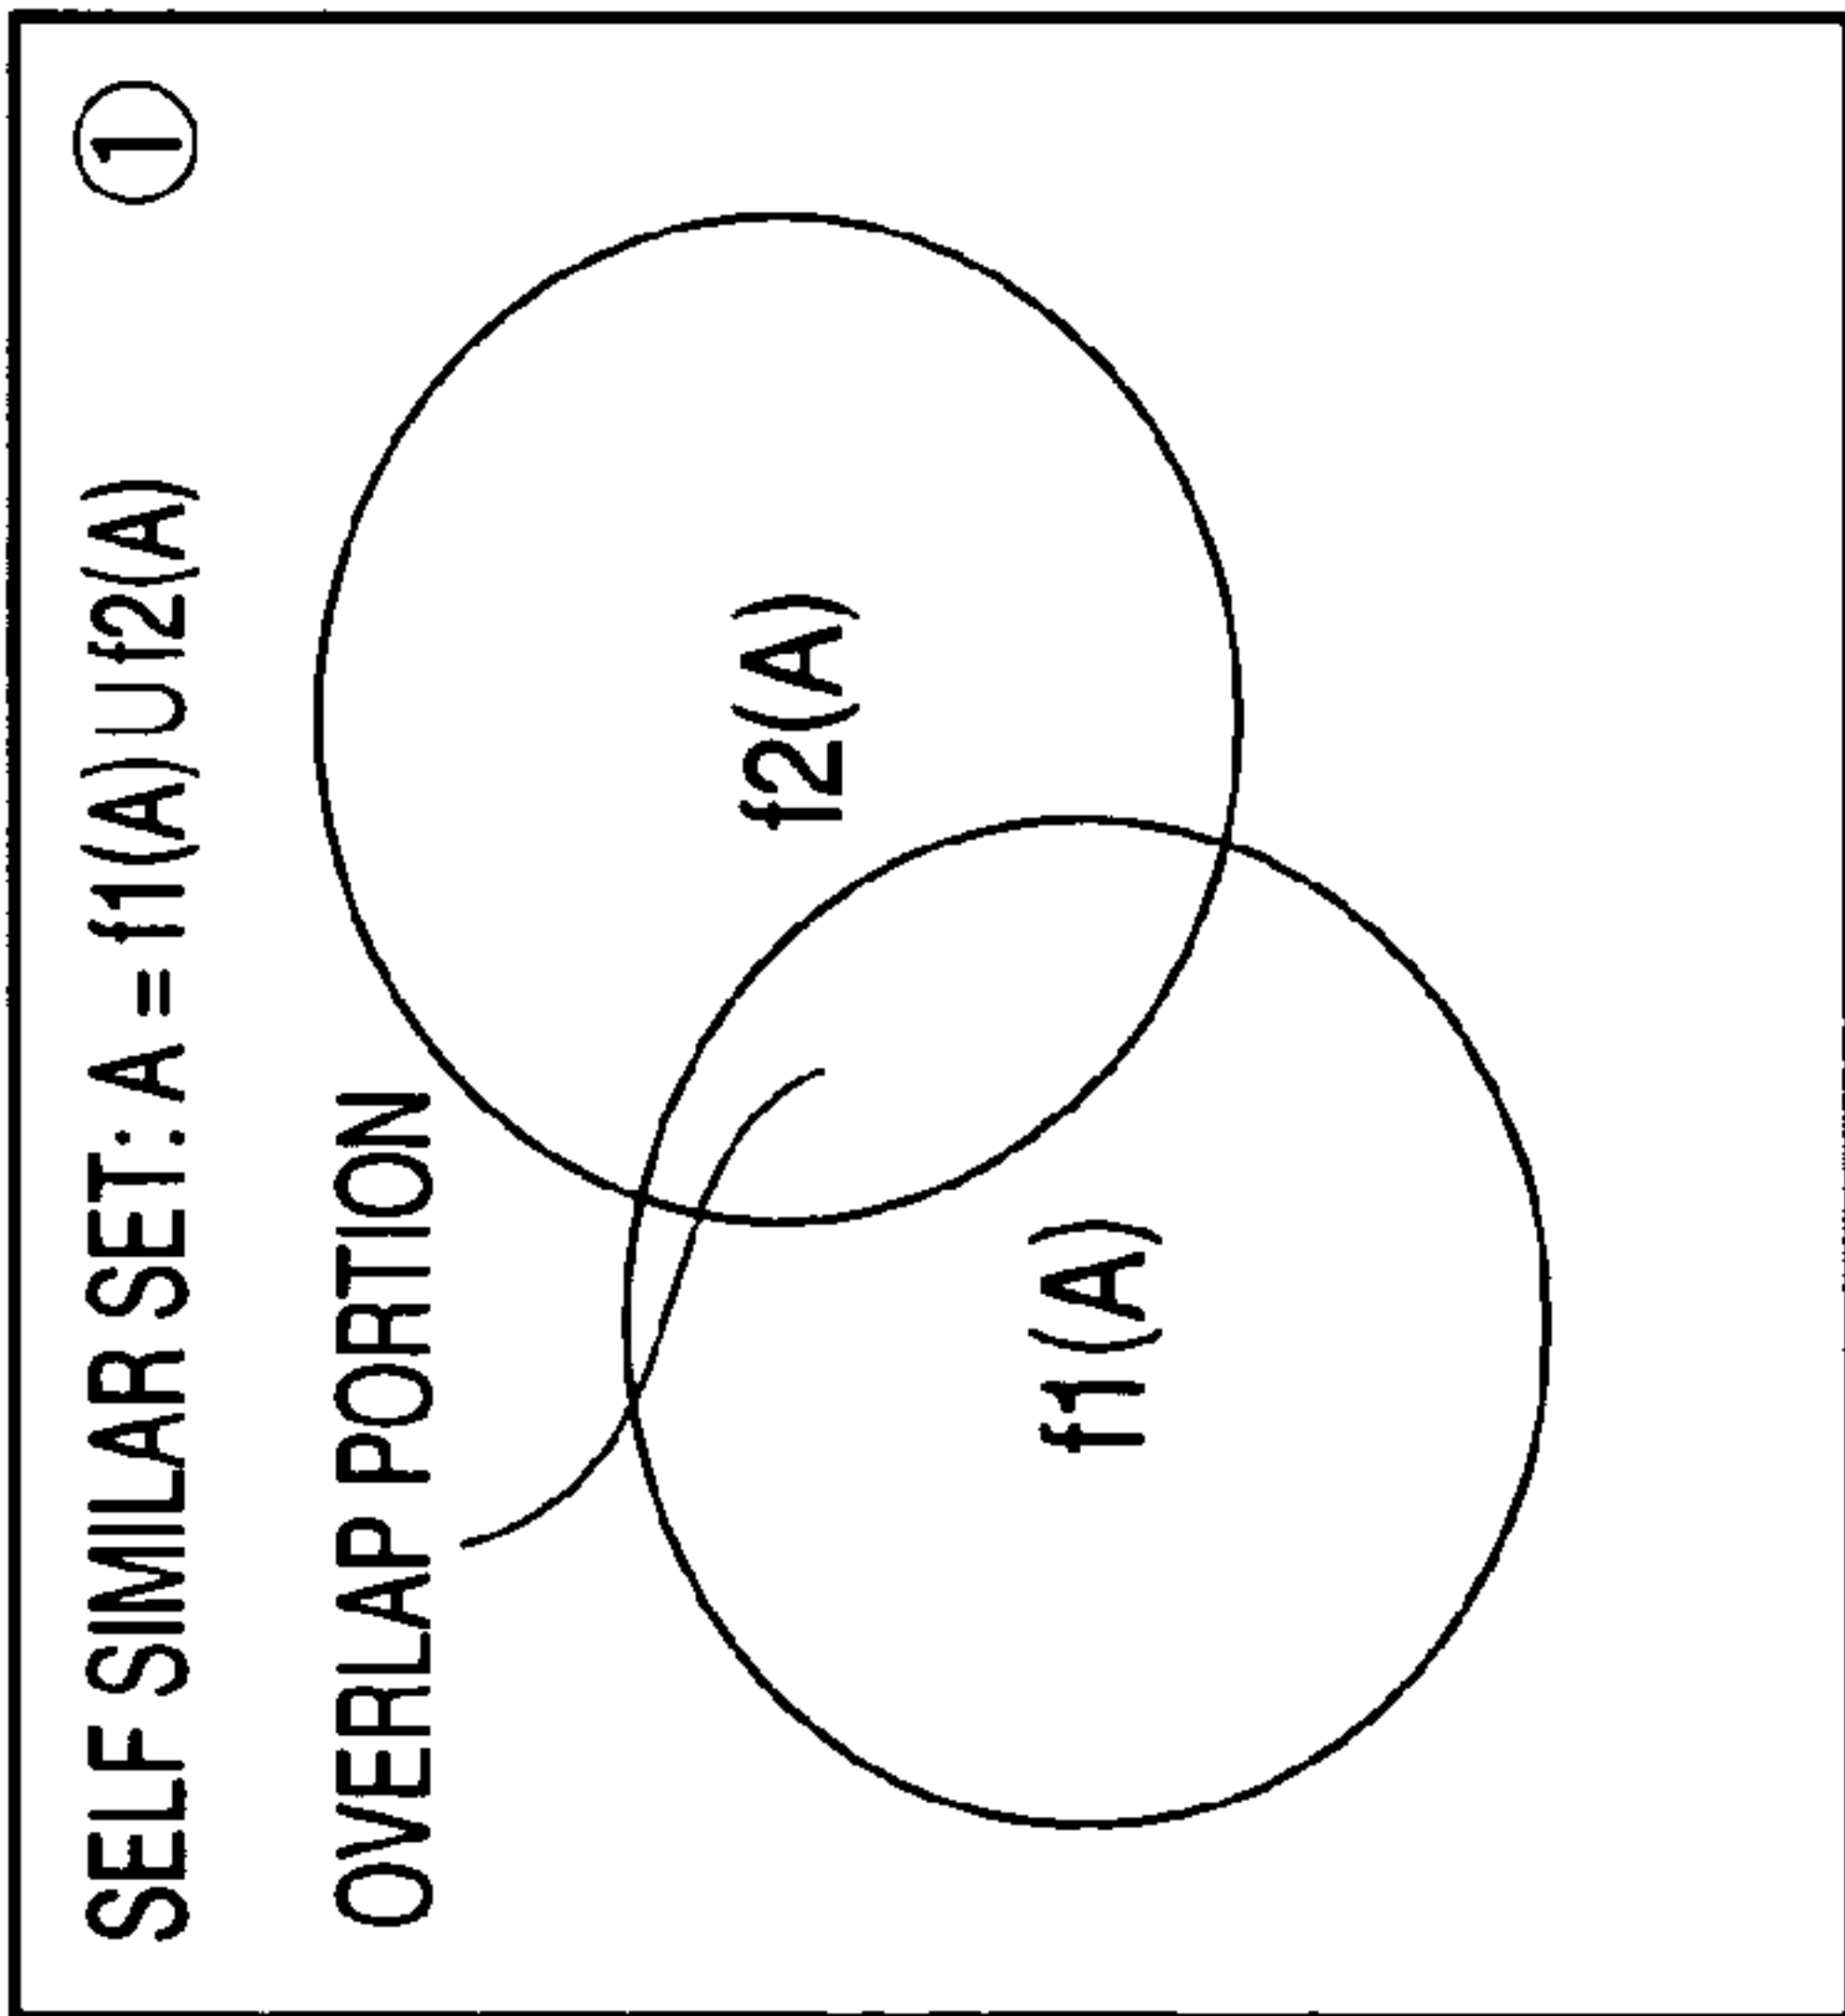 SELF SIMILAR SET: A = f1(A)∪f2(A) ①
OVERLAP PORTION
f2(A)
f1(A)